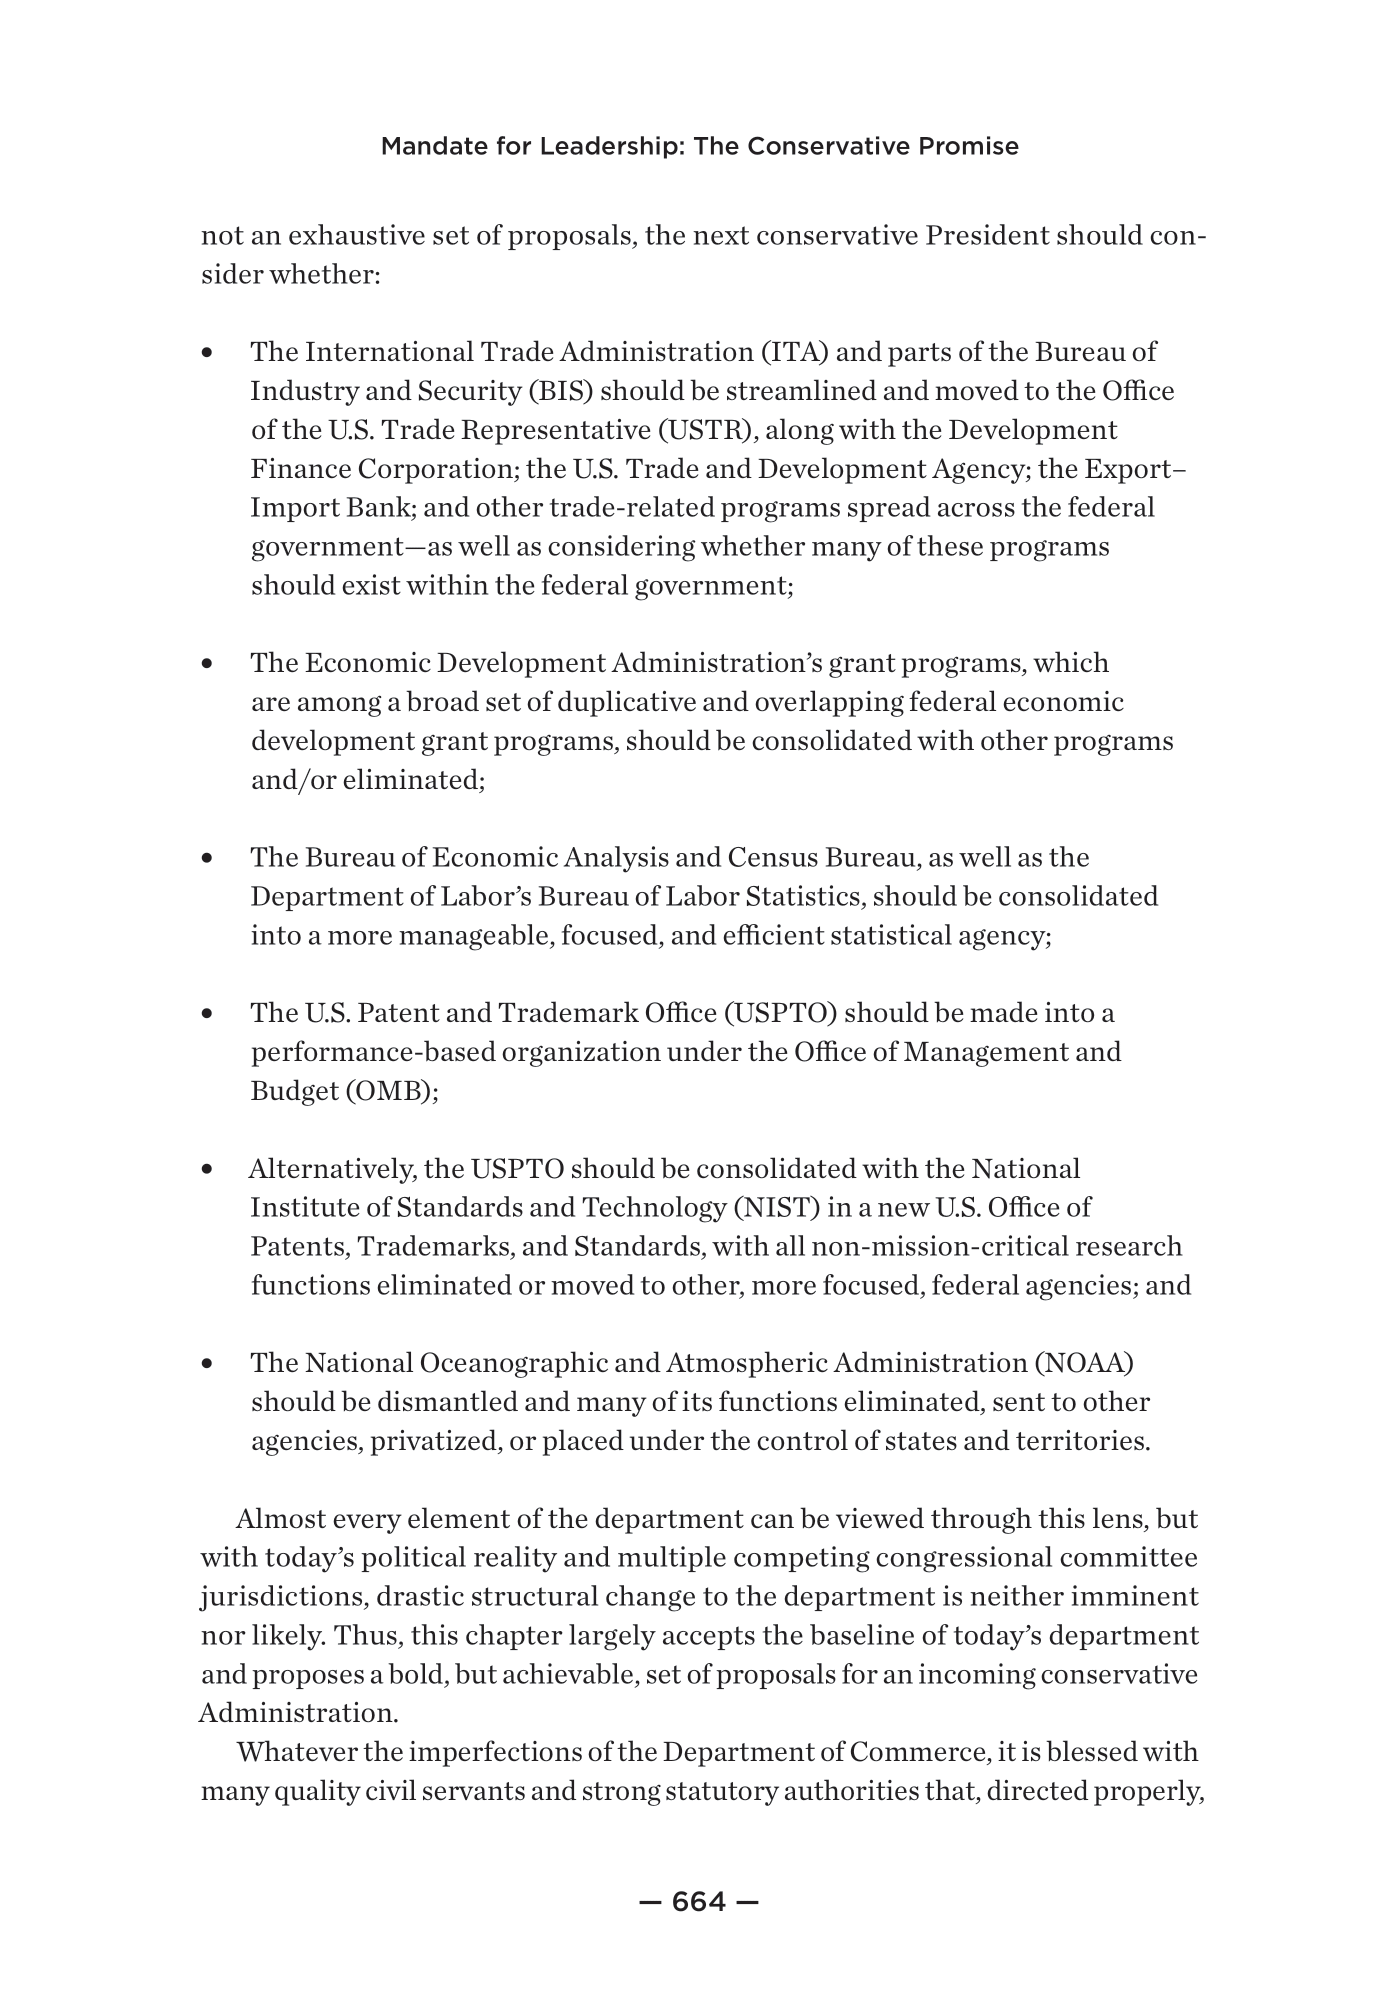 Mandate for Leadership: The Conservative Promise
not an exhaustive set of proposals, the next conservative President should con-
sider whether:
• The International Trade Administration (ITA) and parts of the Bureau of
Industry and Security (BIS) should be streamlined and moved to the Office
of the U.S. Trade Representative (USTR), along with the Development
Finance Corporation; the U.S. Trade and Development Agency; the Export–
Import Bank; and other trade-related programs spread across the federal
government—as well as considering whether many of these programs
should exist within the federal government;
• The Economic Development Administration’s grant programs, which
are among a broad set of duplicative and overlapping federal economic
development grant programs, should be consolidated with other programs
and/or eliminated;
• The Bureau of Economic Analysis and Census Bureau, as well as the
Department of Labor’s Bureau of Labor Statistics, should be consolidated
into a more manageable, focused, and efficient statistical agency;
• The U.S. Patent and Trademark Office (USPTO) should be made into a
performance-based organization under the Office of Management and
Budget (OMB);
• Alternatively, the USPTO should be consolidated with the National
Institute of Standards and Technology (NIST) in a new U.S. Office of
Patents, Trademarks, and Standards, with all non-mission-critical research
functions eliminated or moved to other, more focused, federal agencies; and
• The National Oceanographic and Atmospheric Administration (NOAA)
should be dismantled and many of its functions eliminated, sent to other
agencies, privatized, or placed under the control of states and territories.
Almost every element of the department can be viewed through this lens, but
with today’s political reality and multiple competing congressional committee
jurisdictions, drastic structural change to the department is neither imminent
nor likely. Thus, this chapter largely accepts the baseline of today’s department
and proposes a bold, but achievable, set of proposals for an incoming conservative
Administration.
Whatever the imperfections of the Department of Commerce, it is blessed with
many quality civil servants and strong statutory authorities that, directed properly,
— 664 —